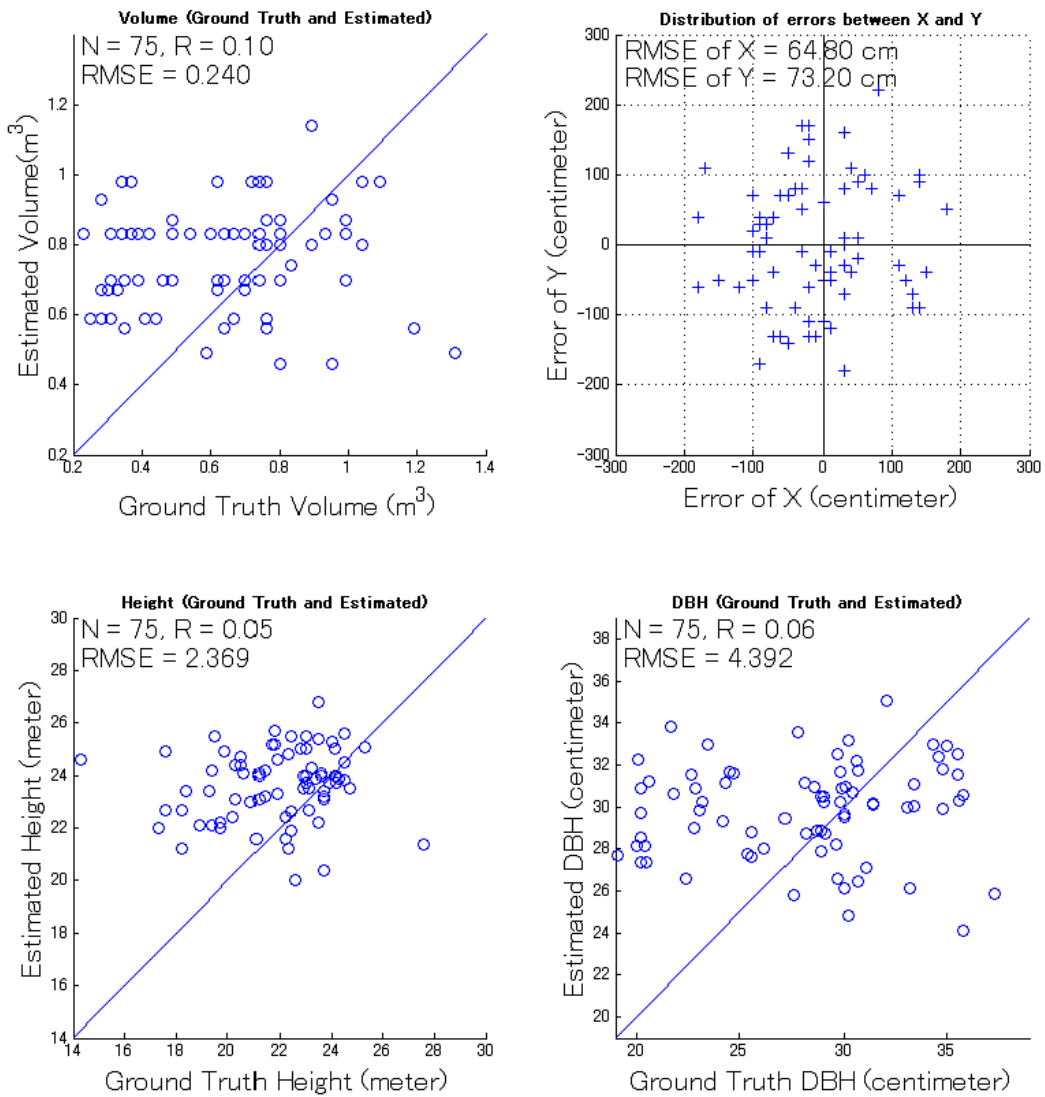 Volume (Ground Truth and Estimated)
N = 75, R = 0.10
RMSE = 0.240
1.2
1
0.8
0.6
0.4
0.2
0.2 0.4 0.6 0.8 1 1.2 1.4
Estimated Volume(m³)
Ground Truth Volume (m³)
Distribution of errors between X and Y
RMSE of X = 64.80 cm
RMSE of Y = 73.20 cm
300
200
100
0
−100
−200
−300
−300 −200 −100 0 100 200 300
Error of Y (centimeter)
Error of X (centimeter)
Height (Ground Truth and Estimated)
N = 75, R = 0.05
RMSE = 2.369
30
28
26
24
22
20
18
16
14
14 16 18 20 22 24 26 28 30
Estimated Height (meter)
Ground Truth Height (meter)
DBH (Ground Truth and Estimated)
N = 75, R = 0.06
RMSE = 4.392
38
36
34
32
30
28
26
24
22
20
20 25 30 35
Estimated DBH (centimeter)
Ground Truth DBH (centimeter)